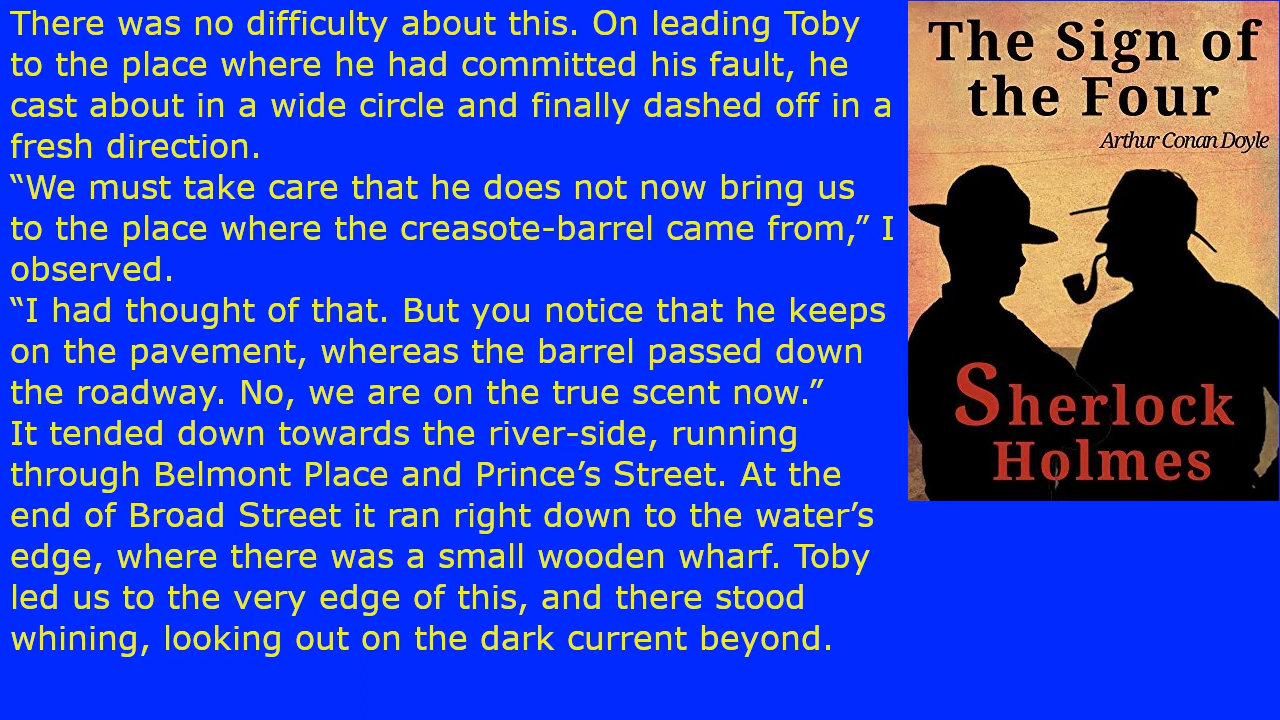 There was no difficulty about this. On leading Toby
to the place where he had committed his fault, he
cast about in a wide circle and finally dashed off in a
fresh direction.
“We must take care that he does not now bring us
to the place where the creasote-barrel came from,” I
observed.
“I had thought of that. But you notice that he keeps
on the pavement, whereas the barrel passed down
the roadway. No, we are on the true scent now.”
It tended down towards the river-side, running
through Belmont Place and Prince’s Street. At the
end of Broad Street it ran right down to the water’s
edge, where there was a small wooden wharf. Toby
led us to the very edge of this, and there stood
whining, looking out on the dark current beyond.
The Sign of
the Four
Arthur Conan Doyle
Sherlock
Holmes